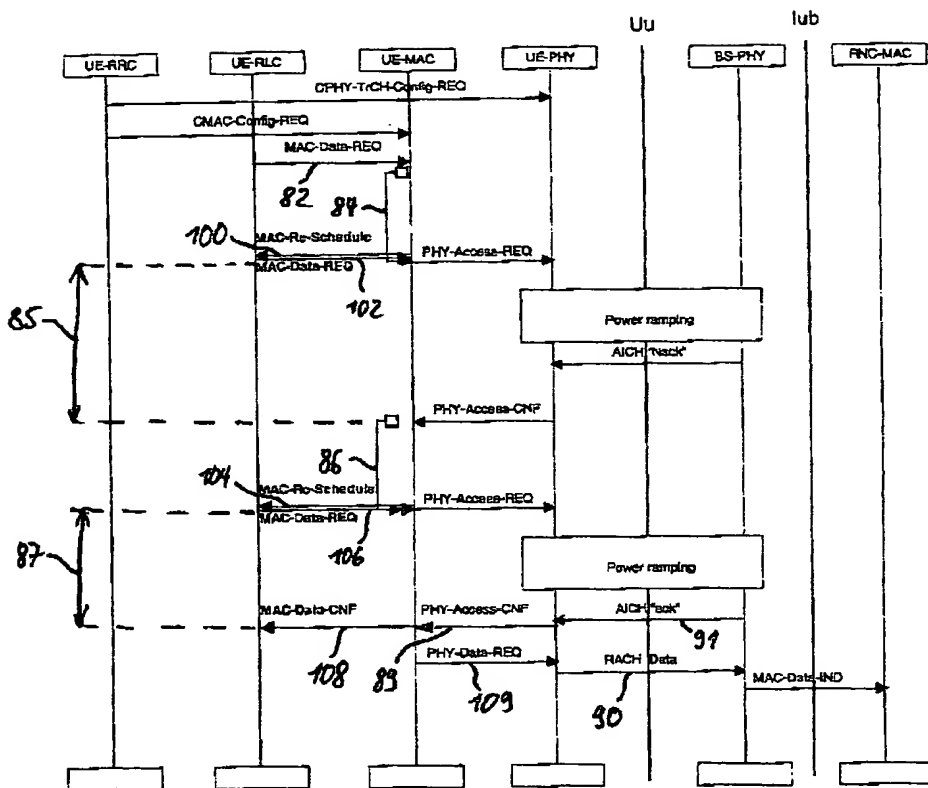 Uu
Iub
UE-RRC
UE-RLC
UE-MAC
UE-PHY
BS-PHY
RNC-MAC
CPHY-TrCH-Config-REQ
CMAC-Config-REQ
MAC-Data-REQ
82
84
100
MAC-Re-Schedule
PHY-Access-REQ
MAC-Data-REQ
102
85
Power ramping
AICH "Nack"
PHY-Access-CNF
86
104
MAC-Re-Schedule
PHY-Access-REQ
MAC-Data-REQ
106
87
Power ramping
MAC-Data-CNF
PHY-Access-CNF
AICH "ack"
91
108
89
PHY-Data-REQ
109
RACH Data
90
MAC-Data-IND